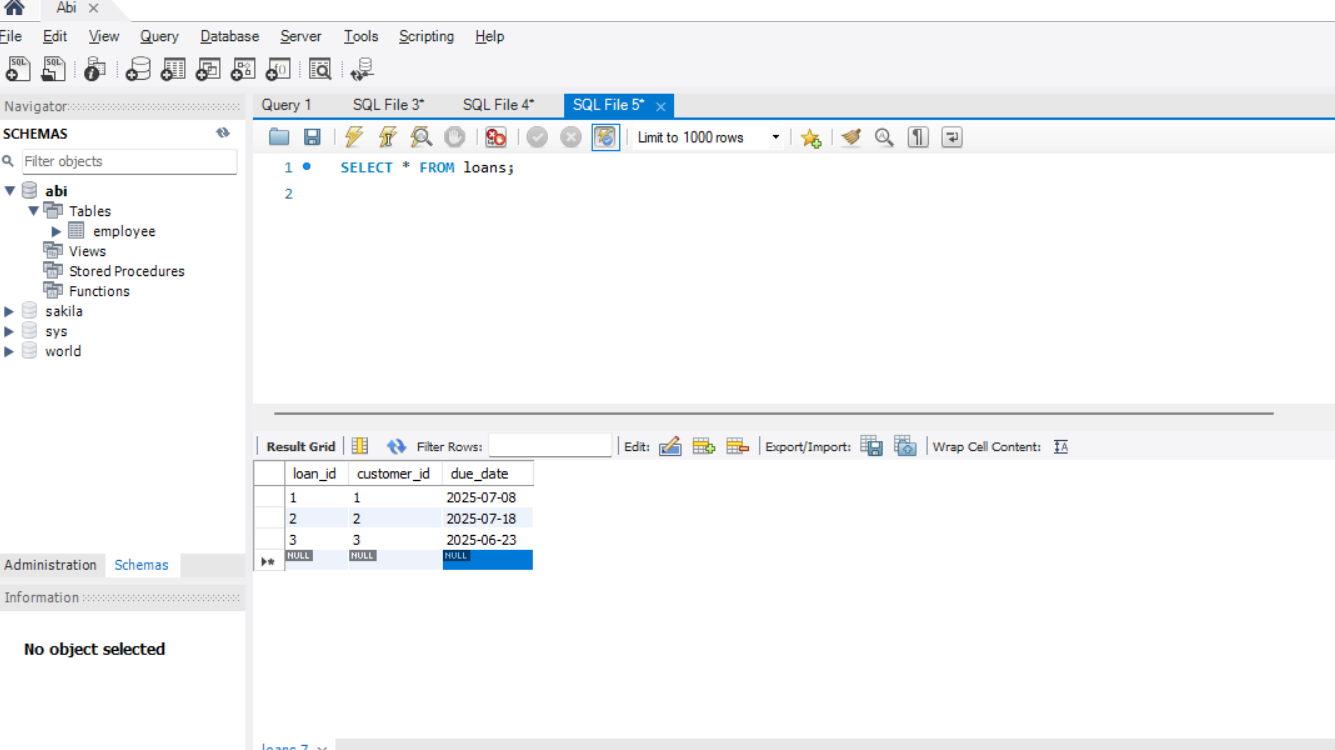 Abi
File Edit View Query Database Server Tools Scripting Help
Navigator
SCHEMAS
Filter objects
abi
Tables
employee
Views
Stored Procedures
Functions
sakila
sys
world
Administration Schemas
Information
No object selected
Query 1 SQL File 3* SQL File 4* SQL File 5*
Limit to 1000 rows
1 SELECT * FROM loans;
2
Result Grid Filter Rows: Edit: Export/Import: Wrap Cell Content:
loan_id customer_id due_date
1 1 2025-07-08
2 2 2025-07-18
3 3 2025-06-23
NULL NULL NULL
loans 7